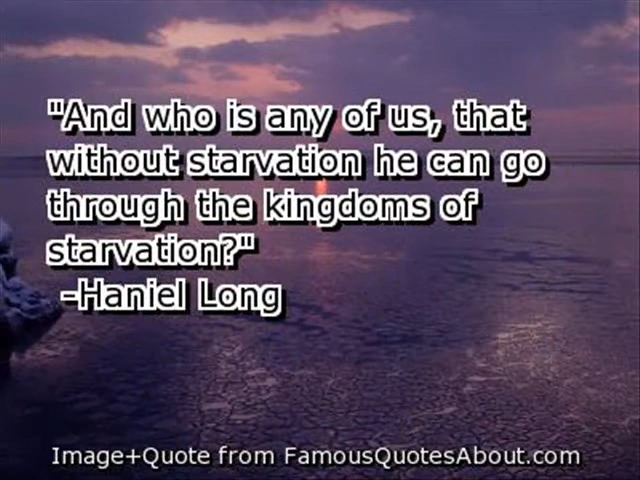 "And who is any of us, that
without starvation he can go
through the kingdoms of
starvation?"
-Haniel Long
Image+Quote from FamousQuotesAbout.com